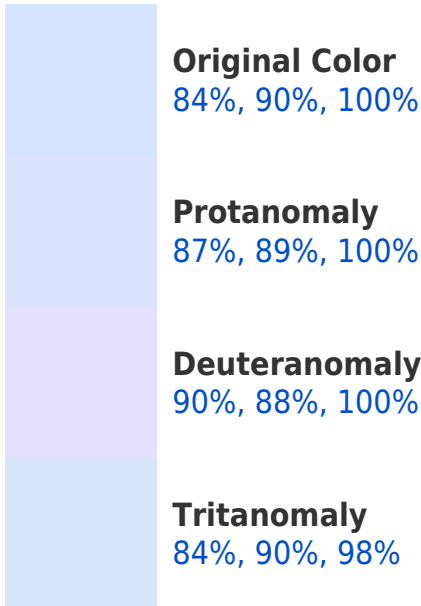 Original Color
84%, 90%, 100%
Protanomaly
87%, 89%, 100%
Deuteranomaly
90%, 88%, 100%
Tritanomaly
84%, 90%, 98%